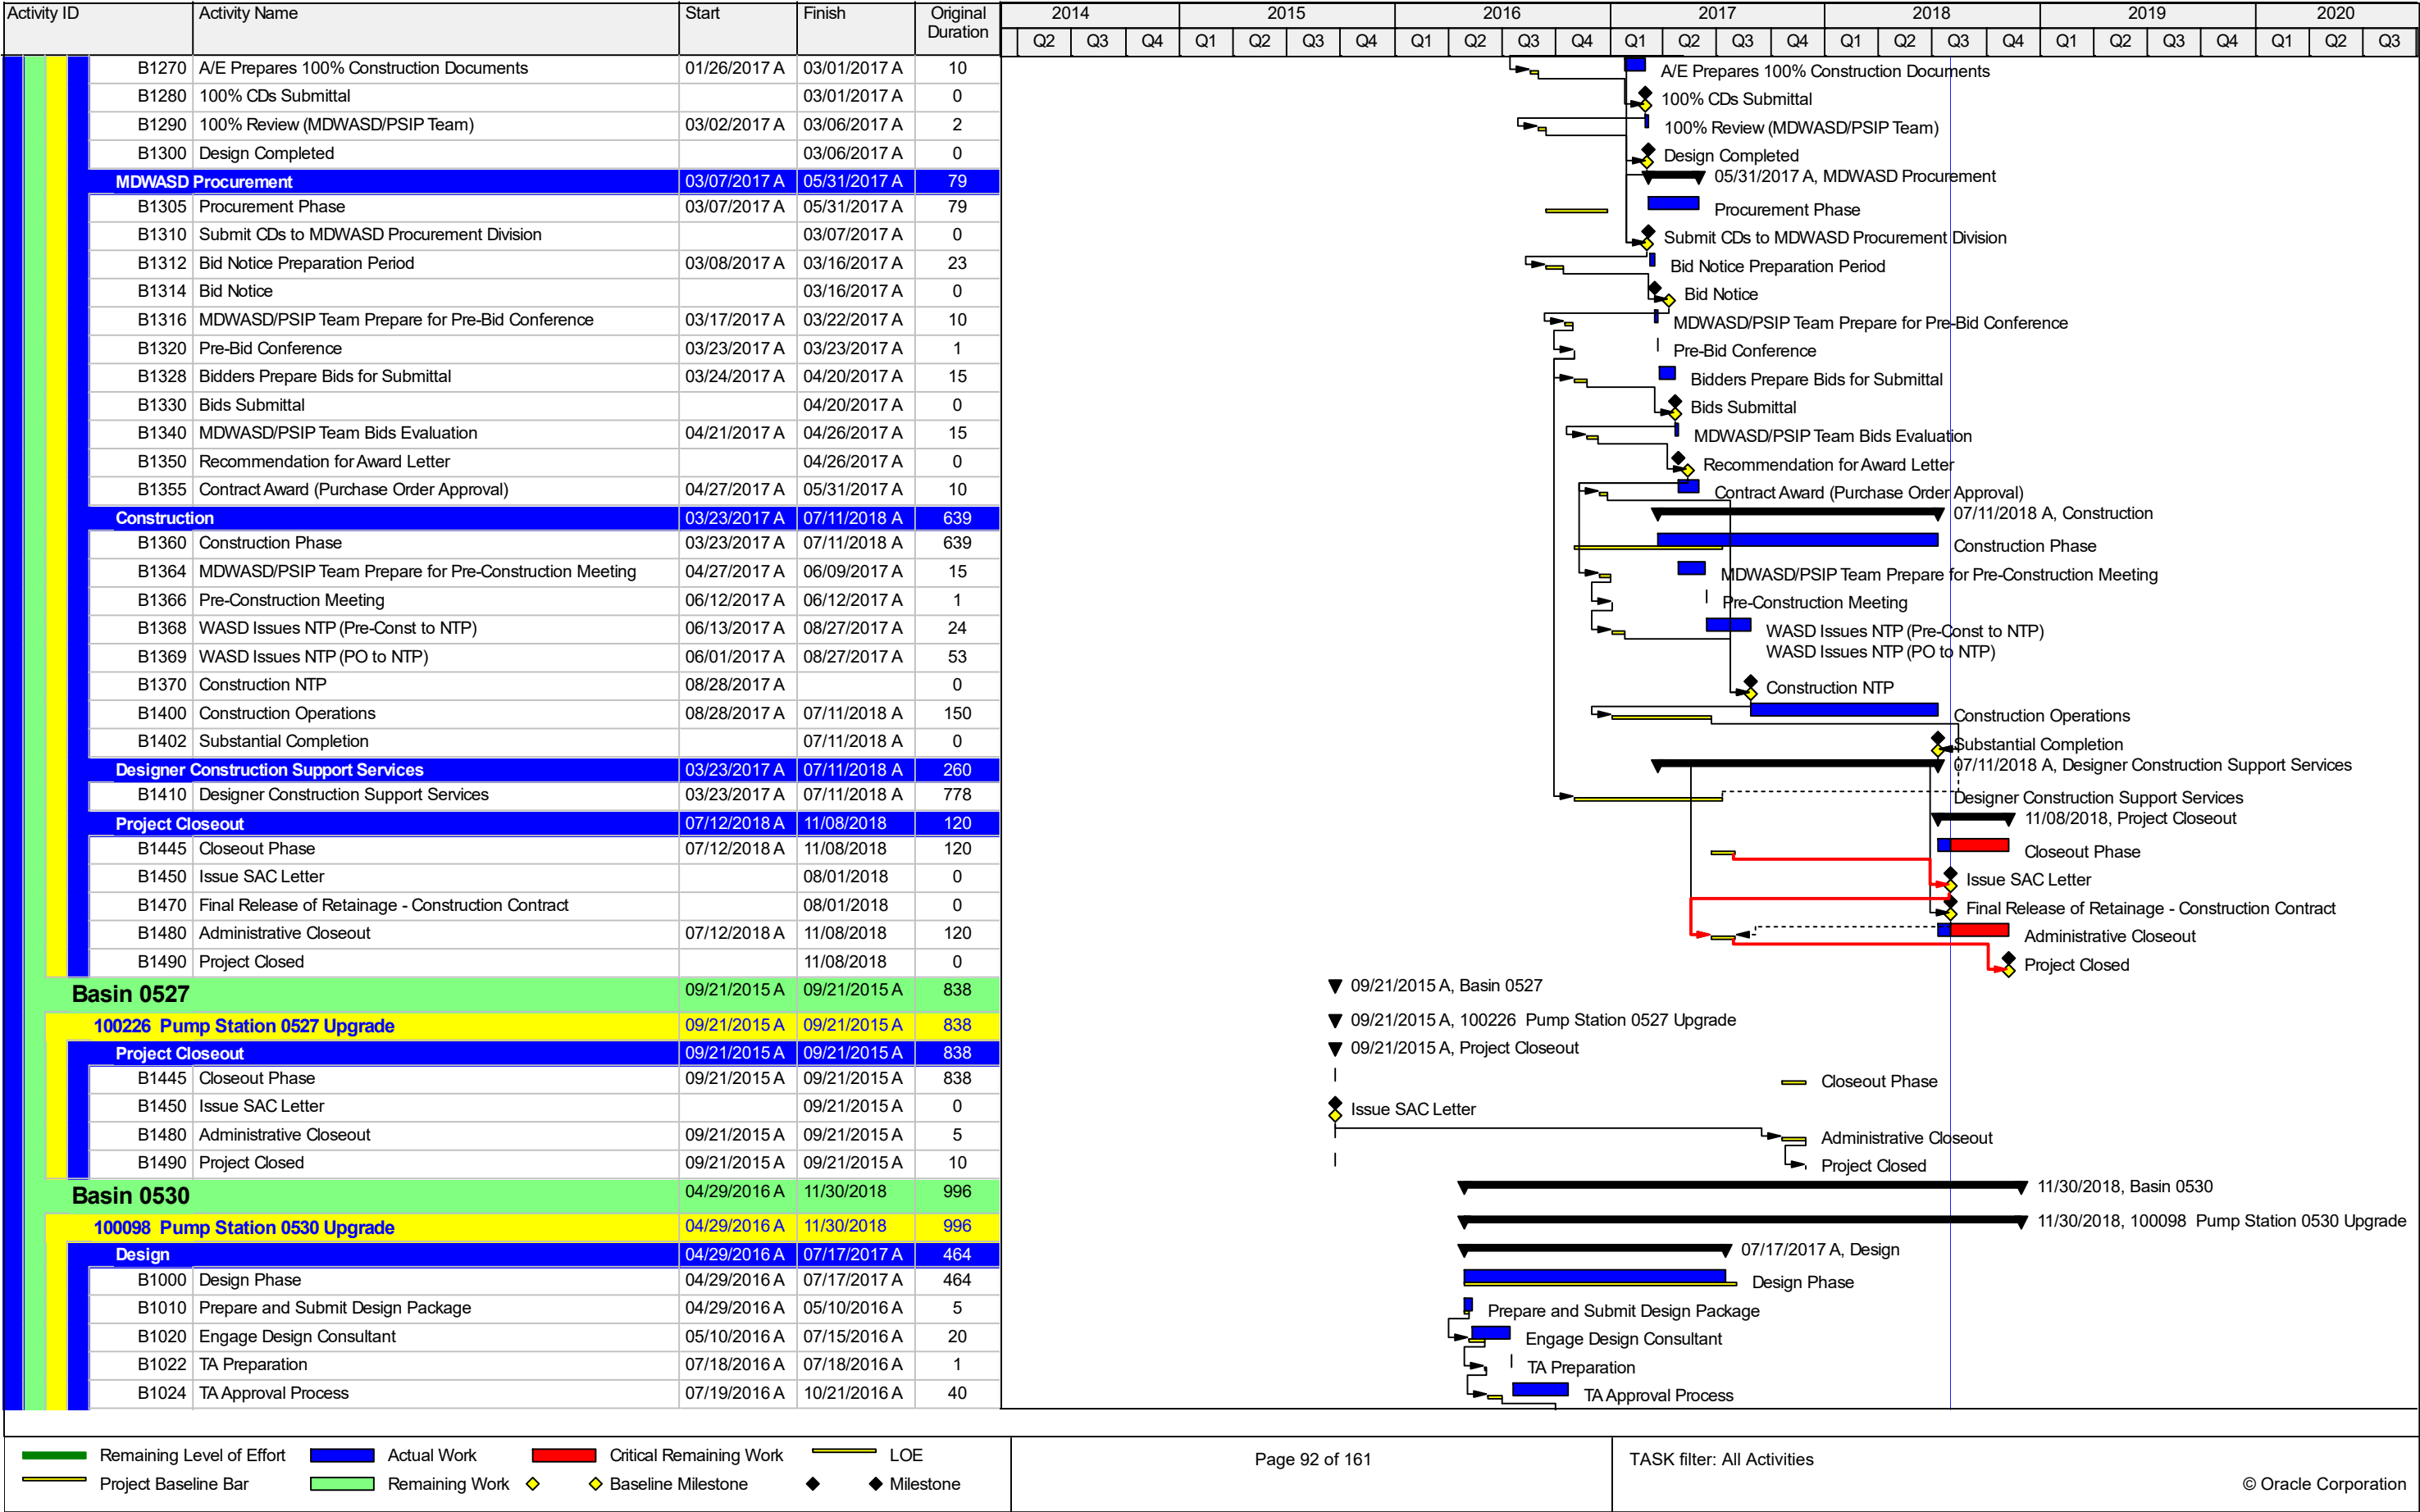 Activity ID Activity Name Start Finish Original Duration 2014 2015 2016 2017 2018 2019 2020
Q2 Q3 Q4 Q1 Q2 Q3 Q4 Q1 Q2 Q3 Q4 Q1 Q2 Q3 Q4 Q1 Q2 Q3 Q4 Q1 Q2 Q3 Q4 Q1 Q2 Q3
B1270 A/E Prepares 100% Construction Documents 01/26/2017 A 03/01/2017 A 10 A/E Prepares 100% Construction Documents
B1280 100% CDs Submittal 03/01/2017 A 0 100% CDs Submittal
B1290 100% Review (MDWASD/PSIP Team) 03/02/2017 A 03/06/2017 A 2 100% Review (MDWASD/PSIP Team)
B1300 Design Completed 03/06/2017 A 0 Design Completed
MDWASD Procurement 03/07/2017 A 05/31/2017 A 79 05/31/2017 A, MDWASD Procurement
B1305 Procurement Phase 03/07/2017 A 05/31/2017 A 79 Procurement Phase
B1310 Submit CDs to MDWASD Procurement Division 03/07/2017 A 0 Submit CDs to MDWASD Procurement Division
B1312 Bid Notice Preparation Period 03/08/2017 A 03/16/2017 A 23 Bid Notice Preparation Period
B1314 Bid Notice 03/16/2017 A 0 Bid Notice
B1316 MDWASD/PSIP Team Prepare for Pre-Bid Conference 03/17/2017 A 03/22/2017 A 10 MDWASD/PSIP Team Prepare for Pre-Bid Conference
B1320 Pre-Bid Conference 03/23/2017 A 03/23/2017 A 1 Pre-Bid Conference
B1328 Bidders Prepare Bids for Submittal 03/24/2017 A 04/20/2017 A 15 Bidders Prepare Bids for Submittal
B1330 Bids Submittal 04/20/2017 A 0 Bids Submittal
B1340 MDWASD/PSIP Team Bids Evaluation 04/21/2017 A 04/26/2017 A 15 MDWASD/PSIP Team Bids Evaluation
B1350 Recommendation for Award Letter 04/26/2017 A 0 Recommendation for Award Letter
B1355 Contract Award (Purchase Order Approval) 04/27/2017 A 05/31/2017 A 10 Contract Award (Purchase Order Approval)
Construction 03/23/2017 A 07/11/2018 A 639 07/11/2018 A, Construction
B1360 Construction Phase 03/23/2017 A 07/11/2018 A 639 Construction Phase
B1364 MDWASD/PSIP Team Prepare for Pre-Construction Meeting 04/27/2017 A 06/09/2017 A 15 MDWASD/PSIP Team Prepare for Pre-Construction Meeting
B1366 Pre-Construction Meeting 06/12/2017 A 06/12/2017 A 1 Pre-Construction Meeting
B1368 WASD Issues NTP (Pre-Const to NTP) 06/13/2017 A 08/27/2017 A 24 WASD Issues NTP (Pre-Const to NTP)
B1369 WASD Issues NTP (PO to NTP) 06/01/2017 A 08/27/2017 A 53 WASD Issues NTP (PO to NTP)
B1370 Construction NTP 08/28/2017 A 0 Construction NTP
B1400 Construction Operations 08/28/2017 A 07/11/2018 A 150 Construction Operations
B1402 Substantial Completion 07/11/2018 A 0 Substantial Completion
Designer Construction Support Services 03/23/2017 A 07/11/2018 A 260 07/11/2018 A, Designer Construction Support Services
B1410 Designer Construction Support Services 03/23/2017 A 07/11/2018 A 778 Designer Construction Support Services
Project Closeout 07/12/2018 A 11/08/2018 120 11/08/2018, Project Closeout
B1445 Closeout Phase 07/12/2018 A 11/08/2018 120 Closeout Phase
B1450 Issue SAC Letter 08/01/2018 0 Issue SAC Letter
B1470 Final Release of Retainage - Construction Contract 08/01/2018 0 Final Release of Retainage - Construction Contract
B1480 Administrative Closeout 07/12/2018 A 11/08/2018 120 Administrative Closeout
B1490 Project Closed 11/08/2018 0 Project Closed
Basin 0527 09/21/2015 A 09/21/2015 A 838 09/21/2015 A, Basin 0527
100226 Pump Station 0527 Upgrade 09/21/2015 A 09/21/2015 A 838 09/21/2015 A, 100226 Pump Station 0527 Upgrade
Project Closeout 09/21/2015 A 09/21/2015 A 838 09/21/2015 A, Project Closeout
B1445 Closeout Phase 09/21/2015 A 09/21/2015 A 838 Closeout Phase
B1450 Issue SAC Letter 09/21/2015 A 0 Issue SAC Letter
B1480 Administrative Closeout 09/21/2015 A 09/21/2015 A 5 Administrative Closeout
B1490 Project Closed 09/21/2015 A 09/21/2015 A 10 Project Closed
Basin 0530 04/29/2016 A 11/30/2018 996 11/30/2018, Basin 0530
100098 Pump Station 0530 Upgrade 04/29/2016 A 11/30/2018 996 11/30/2018, 100098 Pump Station 0530 Upgrade
Design 04/29/2016 A 07/17/2017 A 464 07/17/2017 A, Design
B1000 Design Phase 04/29/2016 A 07/17/2017 A 464 Design Phase
B1010 Prepare and Submit Design Package 04/29/2016 A 05/10/2016 A 5 Prepare and Submit Design Package
B1020 Engage Design Consultant 05/10/2016 A 07/15/2016 A 20 Engage Design Consultant
B1022 TA Preparation 07/18/2016 A 07/18/2016 A 1 TA Preparation
B1024 TA Approval Process 07/19/2016 A 10/21/2016 A 40 TA Approval Process
Remaining Level of Effort Actual Work Critical Remaining Work LOE
Project Baseline Bar Remaining Work Baseline Milestone Milestone
Page 92 of 161
TASK filter: All Activities
© Oracle Corporation